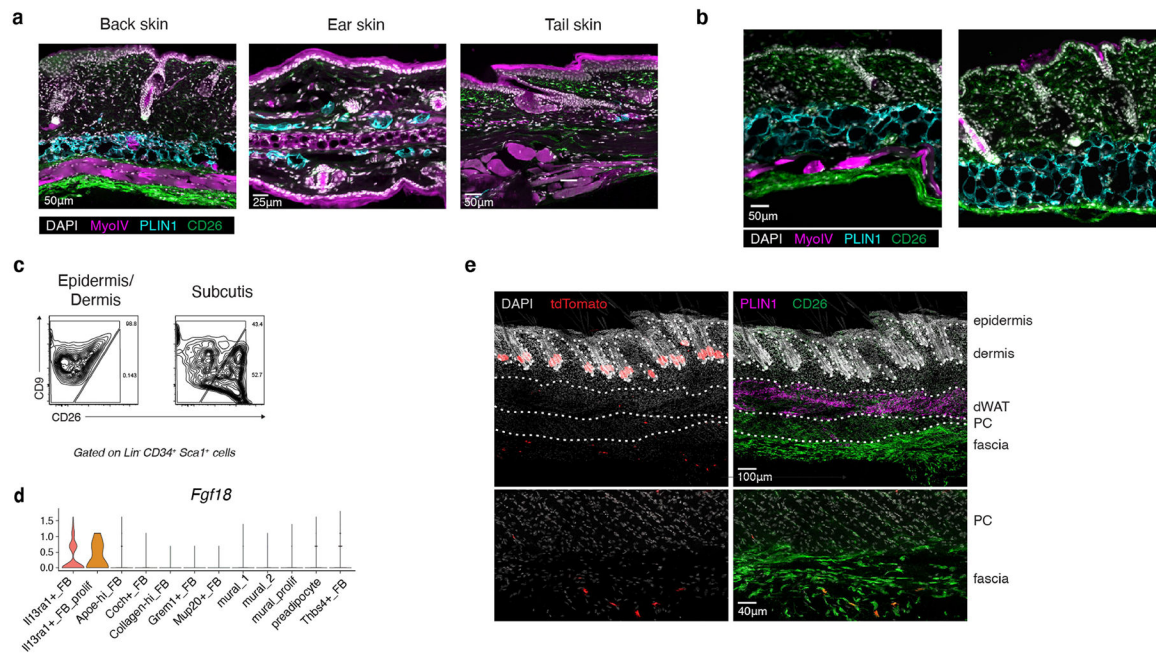 a
Back skin
Ear skin
Tail skin
50µm
25µm
50µm
DAPI MyoIV PLIN1 CD26
b
50µm
DAPI MyoIV PLIN1 CD26
c
Epidermis/
Dermis
Subcutis
98.8
0.143
43.4
52.7
CD9
CD26
Gated on Lin- CD34+ Sca1+ cells
d
Fgf18
1.5
1.0
0.5
0.0
Il13ra1+_FB
Il13ra1+_FB_prolif
Apoe-hi_FB
Coch+_FB
Collagen-hi_FB
Grem1+_FB
Mup20+_FB
mural_1
mural_2
mural_prolif
preadipocyte
Thbs4+_FB
e
DAPI tdTomato
PLIN1 CD26
epidermis
dermis
dWAT
PC
fascia
100µm
PC
fascia
40µm